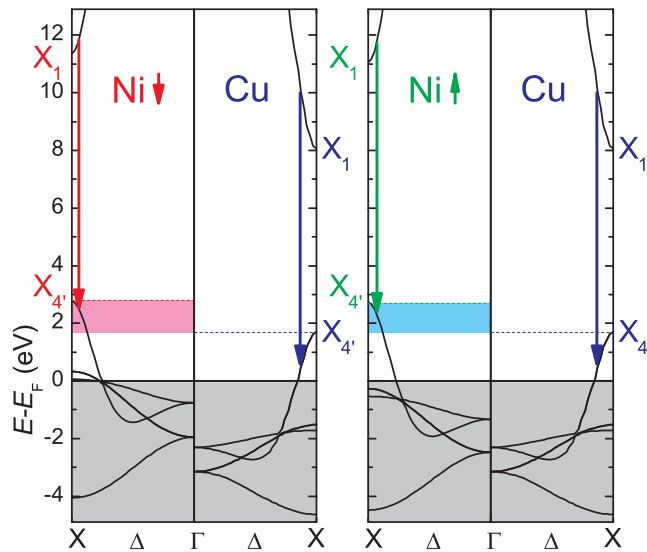 12
10
8
6
4
2
0
-2
-4
E-E_F (eV)
X₁
Ni ↓
Cu
X₁
X₄'
X₄'
X Δ Γ Δ X
X₁
Ni ↑
Cu
X₁
X₄'
X₄
X Δ Γ Δ X